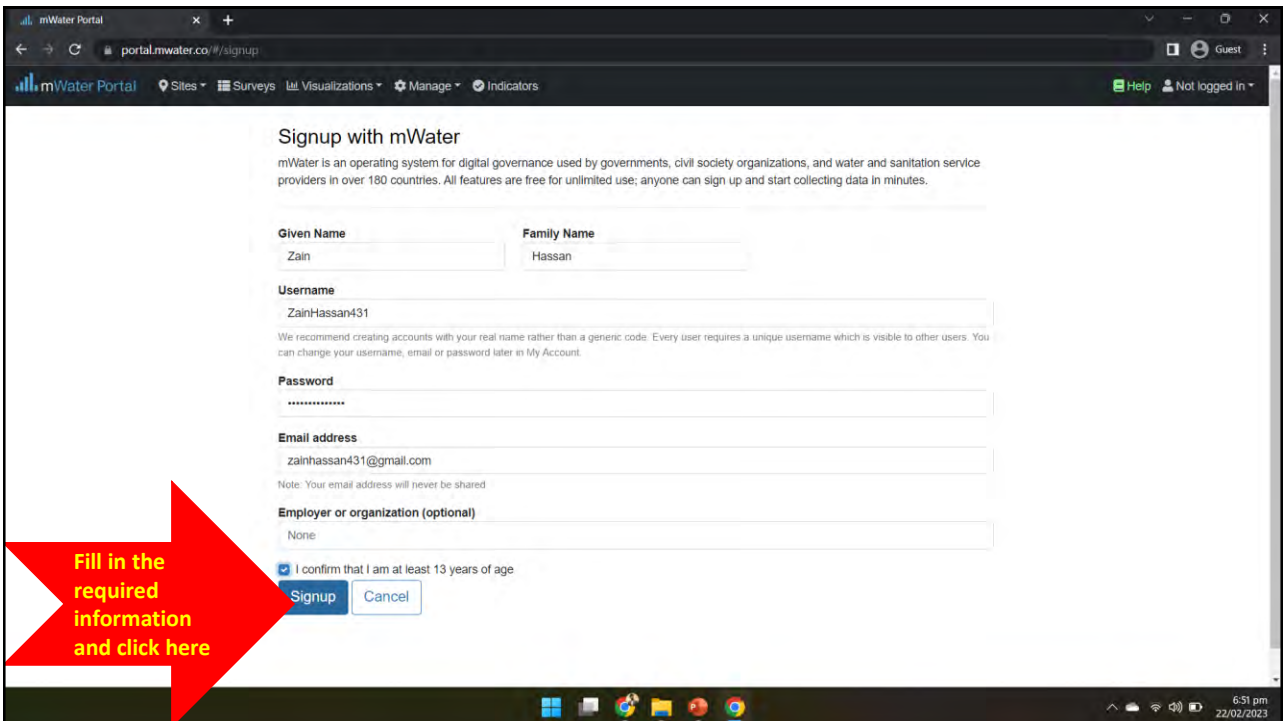 mWater Portal
portal.mwater.co/#/signup
Guest
mWater Portal Sites Surveys Visualizations Manage Indicators Help Not logged in
Signup with mWater
mWater is an operating system for digital governance used by governments, civil society organizations, and water and sanitation service
providers in over 180 countries. All features are free for unlimited use; anyone can sign up and start collecting data in minutes.
Given Name Family Name
Zain Hassan
Username
ZainHassan431
We recommend creating accounts with your real name rather than a generic code. Every user requires a unique username which is visible to other users. You
can change your username, email or password later in My Account.
Password
••••••••••••••
Email address
zainhassan431@gmail.com
Note: Your email address will never be shared
Employer or organization (optional)
None
I confirm that I am at least 13 years of age
Signup Cancel
Fill in the
required
information
and click here
6:51 pm
22/02/2023